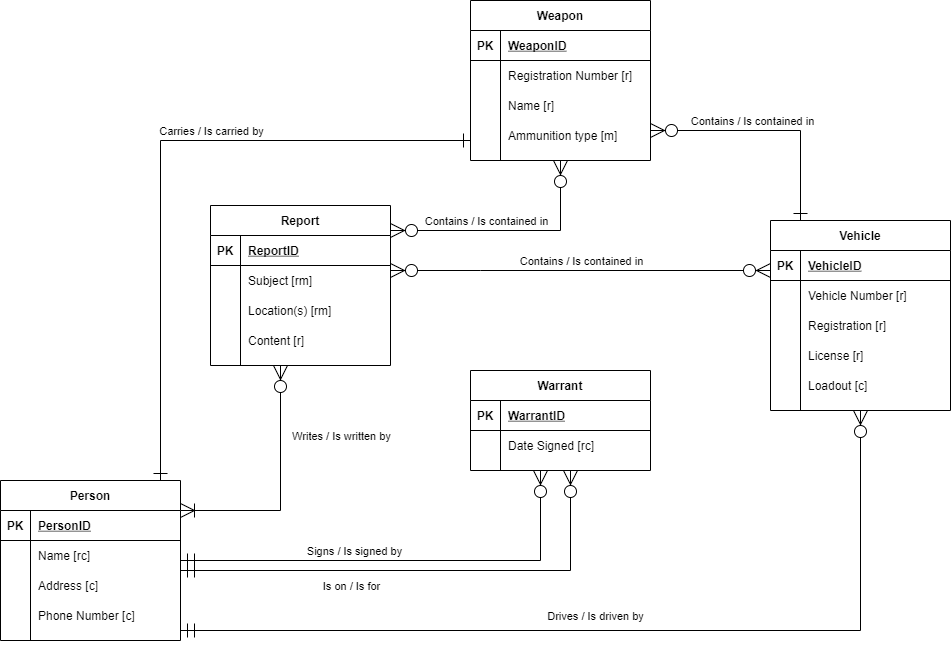 Weapon
PK WeaponID
Registration Number [r]
Name [r]
Ammunition type [m]
Carries / Is carried by
Contains / Is contained in
Report
PK ReportID
Subject [rm]
Location(s) [rm]
Content [r]
Contains / Is contained in
Contains / Is contained in
Vehicle
PK VehicleID
Vehicle Number [r]
Registration [r]
License [r]
Loadout [c]
Warrant
PK WarrantID
Date Signed [rc]
Writes / Is written by
Person
PK PersonID
Name [rc]
Address [c]
Phone Number [c]
Signs / Is signed by
Is on / Is for
Drives / Is driven by